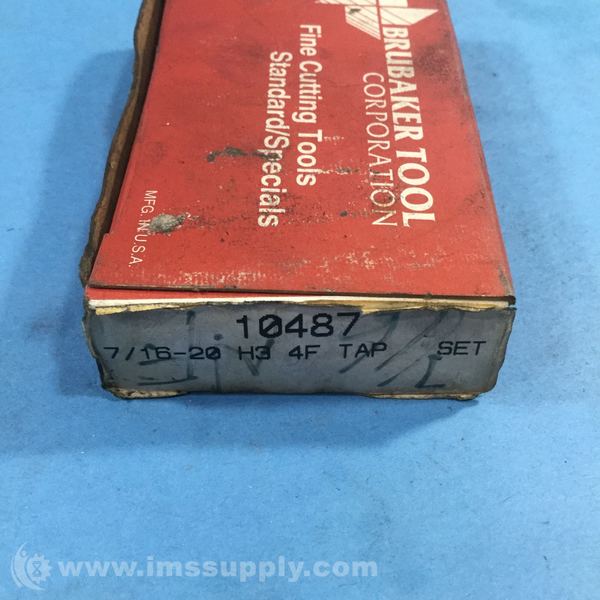 BRUBAKER TOOL
CORPORATION
Fine Cutting Tools
Standard/Specials
MFG. IN U.S.A.
10487
7/16-20 H3 4F TAP SET
www.imssupply.com